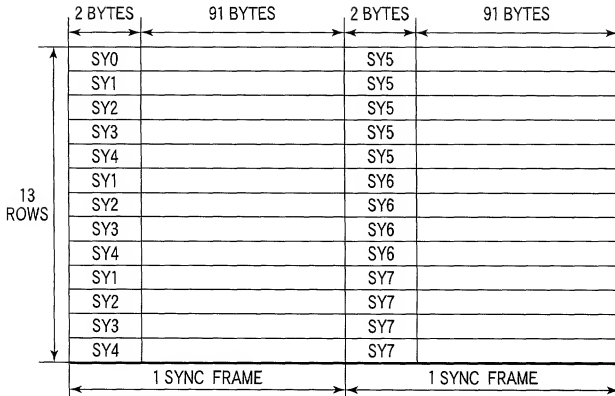 2 BYTES 91 BYTES 2 BYTES 91 BYTES
SY0 SY5
SY1 SY5
SY2 SY5
SY3 SY5
SY4 SY5
SY1 SY6
13
ROWS
SY2 SY6
SY3 SY6
SY4 SY6
SY1 SY7
SY2 SY7
SY3 SY7
SY4 SY7
1 SYNC FRAME 1 SYNC FRAME